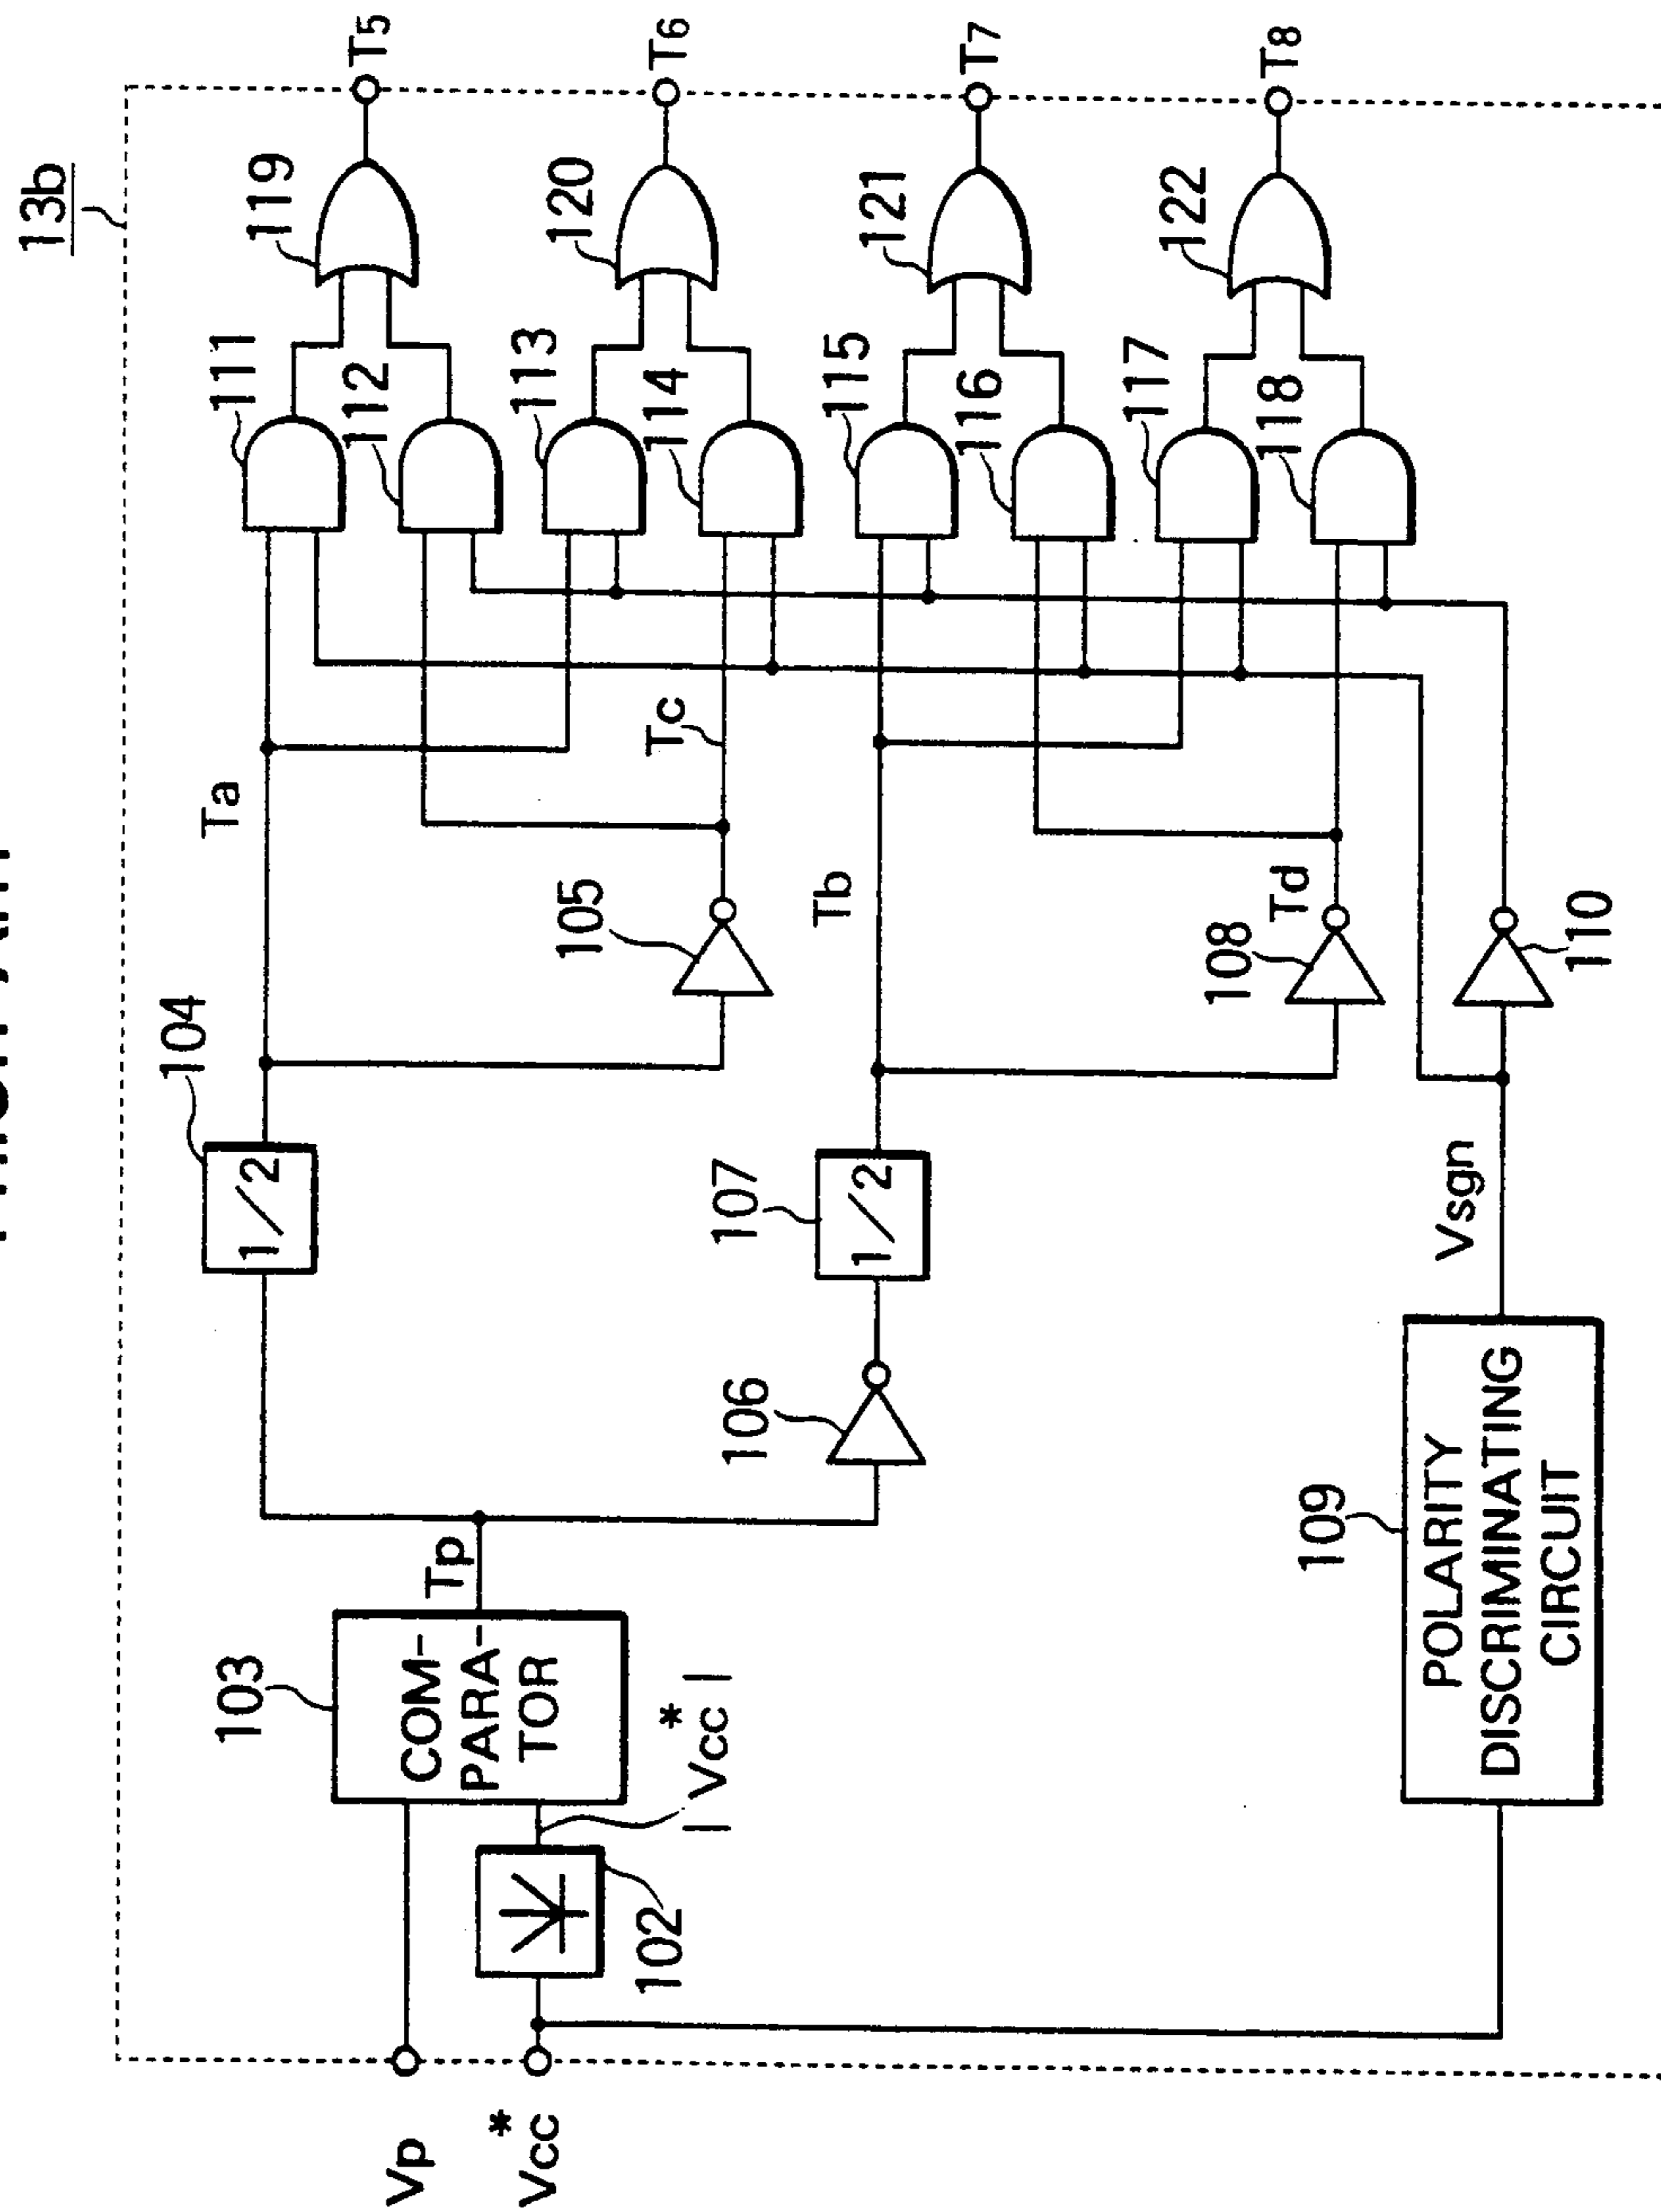 13b
Vp
Vcc*
102
|Vcc*|
103
COM-
PARA-
TOR
Tp
104
1/2
106
107
1/2
109
POLARITY
DISCRIMINATING
CIRCUIT
Vsgn
Ta
105
Tc
Tb
108
Td
110
111
112
113
114
115
116
117
118
119
120
121
122
T5
T6
T7
T8